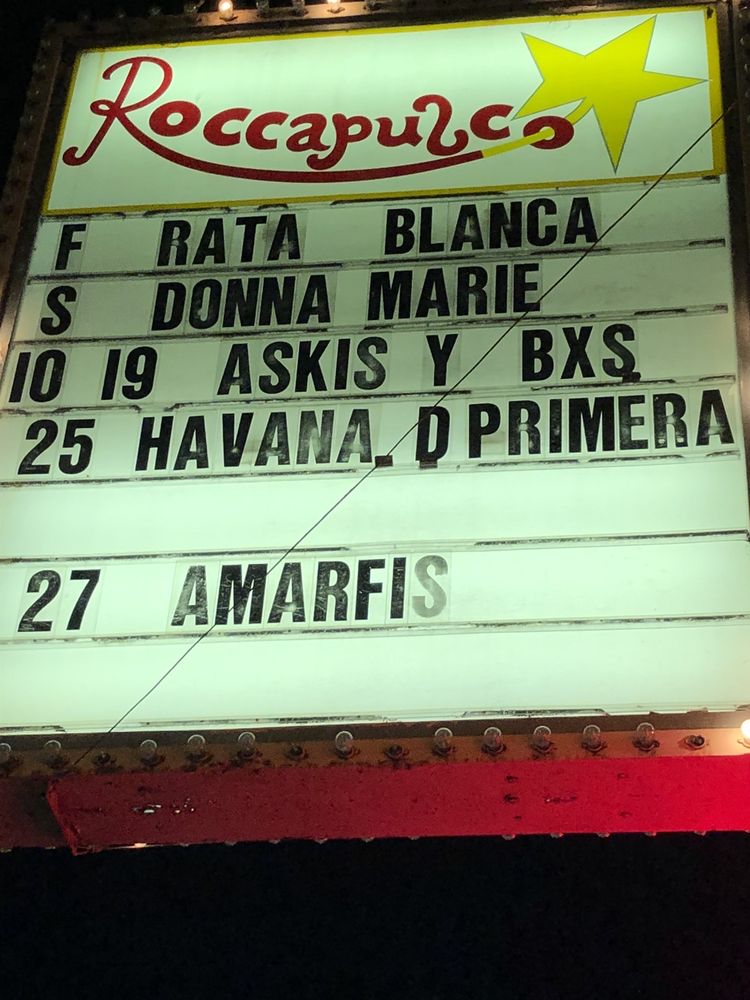 Roccapulco
F RATA BLANCA
S DONNA MARIE
10 19 ASKIS Y BXS
25 HAVANA. D PRIMERA
27 AMARFIS